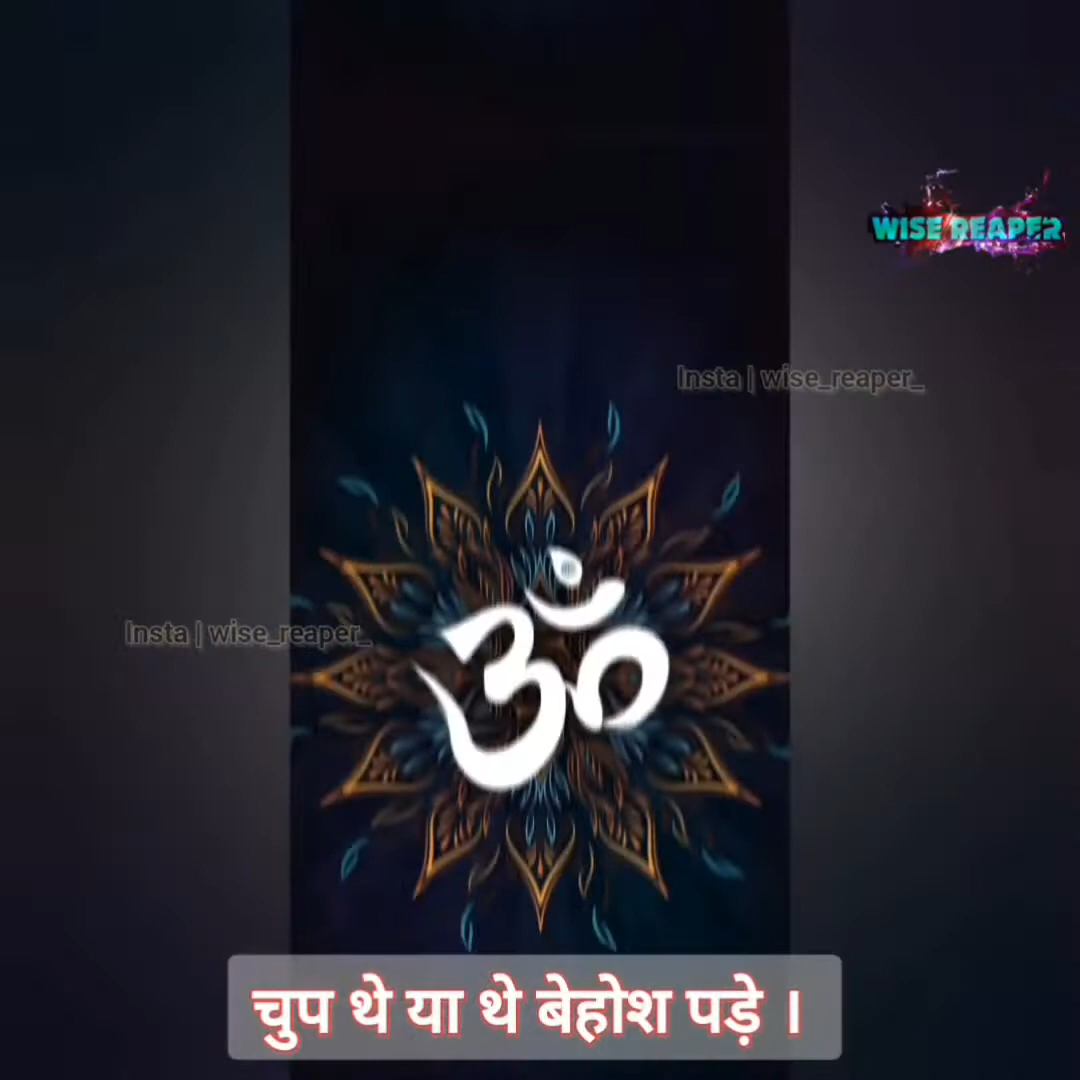 WISE REAPER
Insta | wise_reaper_
Insta | wise_reaper_
ॐ
चुप थे या थे बेहोश पड़े ।